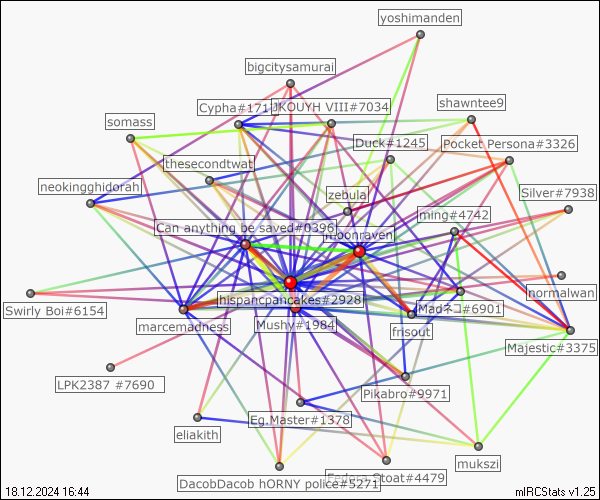 yoshimanden
bigcitysamurai
Cypha#171
JKOUYH VIII#7034
shawntee9
somass
Duck#1245
Pocket Persona#3326
thesecondtwat
neokingghidorah
zebula
Silver#7938
ming#4742
Can anything be saved#0396
moonraven
hispancpancakes#2928
Madネコ#6901
normalwan
Swirly Boi#6154
marcemadness
Mushy#1984
frisout
Majestic#3375
LPK2387 #7690
Pikabro#9971
Eg.Master#1378
eliakith
mukszi
DacobDacob hORNY police#5271
Fedora Stoat#4479
18.12.2024 16:44
mIRCStats v1.25